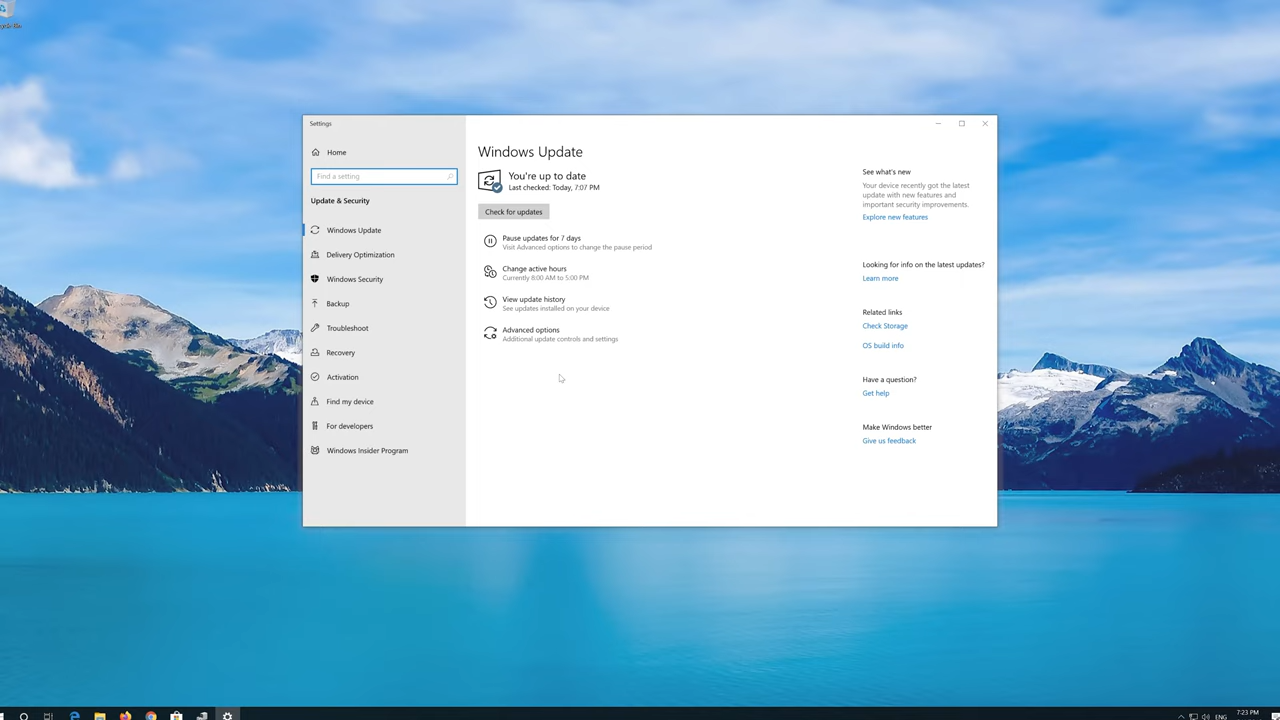 Settings
Home
Find a setting
Update & Security
Windows Update
Delivery Optimization
Windows Security
Backup
Troubleshoot
Recovery
Activation
Find my device
For developers
Windows Insider Program
Windows Update
You're up to date
Last checked: Today, 7:07 PM
Check for updates
Pause updates for 7 days
Visit Advanced options to change the pause period
Change active hours
Currently 8:00 AM to 5:00 PM
View update history
See updates installed on your device
Advanced options
Additional update controls and settings
See what's new
Your device recently got the latest
update with new features and
important security improvements.
Explore new features
Looking for info on the latest updates?
Learn more
Related links
Check Storage
OS build info
Have a question?
Get help
Make Windows better
Give us feedback
ENG
7:23 PM